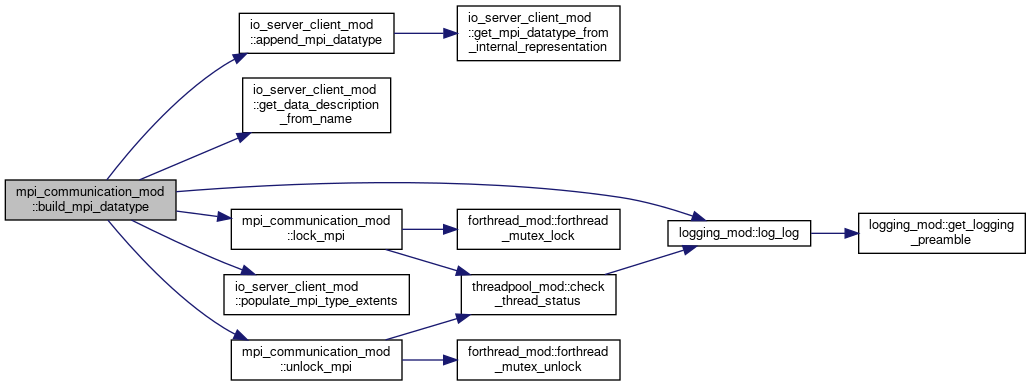 mpi_communication_mod
::build_mpi_datatype
io_server_client_mod
::append_mpi_datatype
io_server_client_mod
::get_mpi_datatype_from
_internal_representation
io_server_client_mod
::get_data_description
_from_name
mpi_communication_mod
::lock_mpi
forthread_mod::forthread
_mutex_lock
logging_mod::log_log
logging_mod::get_logging
_preamble
io_server_client_mod
::populate_mpi_type_extents
threadpool_mod::check
_thread_status
mpi_communication_mod
::unlock_mpi
forthread_mod::forthread
_mutex_unlock